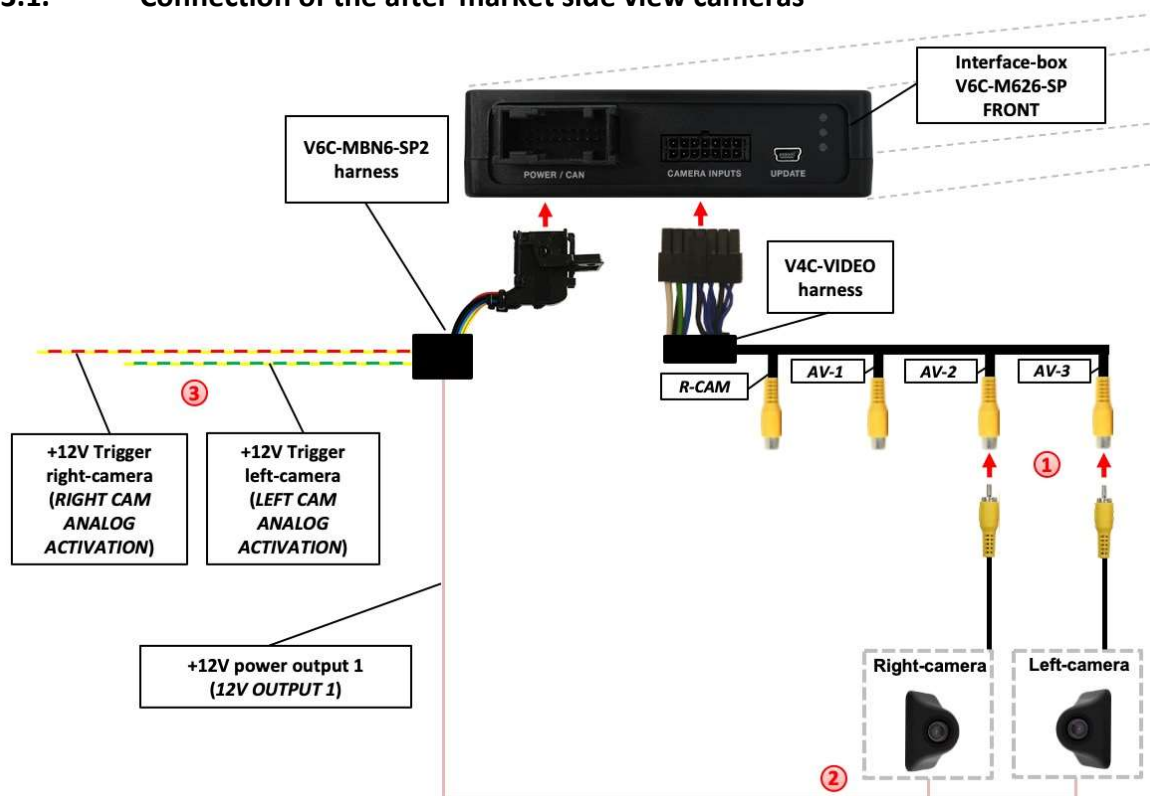 Connection of the after-market side view cameras
Interface-box
V6C-M626-SP
FRONT
V6C-MBN6-SP2
harness
POWER / CAN
CAMERA INPUTS
UPDATE
V4C-VIDEO
harness
R-CAM
AV-1
AV-2
AV-3
3
+12V Trigger
right-camera
(RIGHT CAM
ANALOG
ACTIVATION)
+12V Trigger
left-camera
(LEFT CAM
ANALOG
ACTIVATION)
1
+12V power output 1
(12V OUTPUT 1)
Right-camera
Left-camera
2